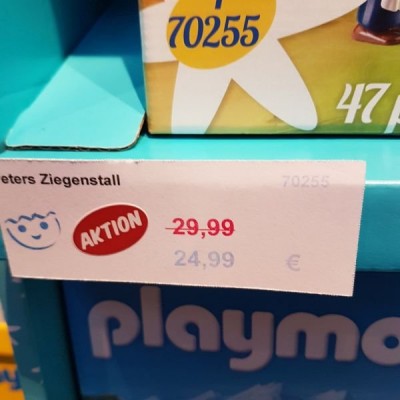 70255
47
eters Ziegenstall 70255
AKTION
29,99
24,99 €
playmo